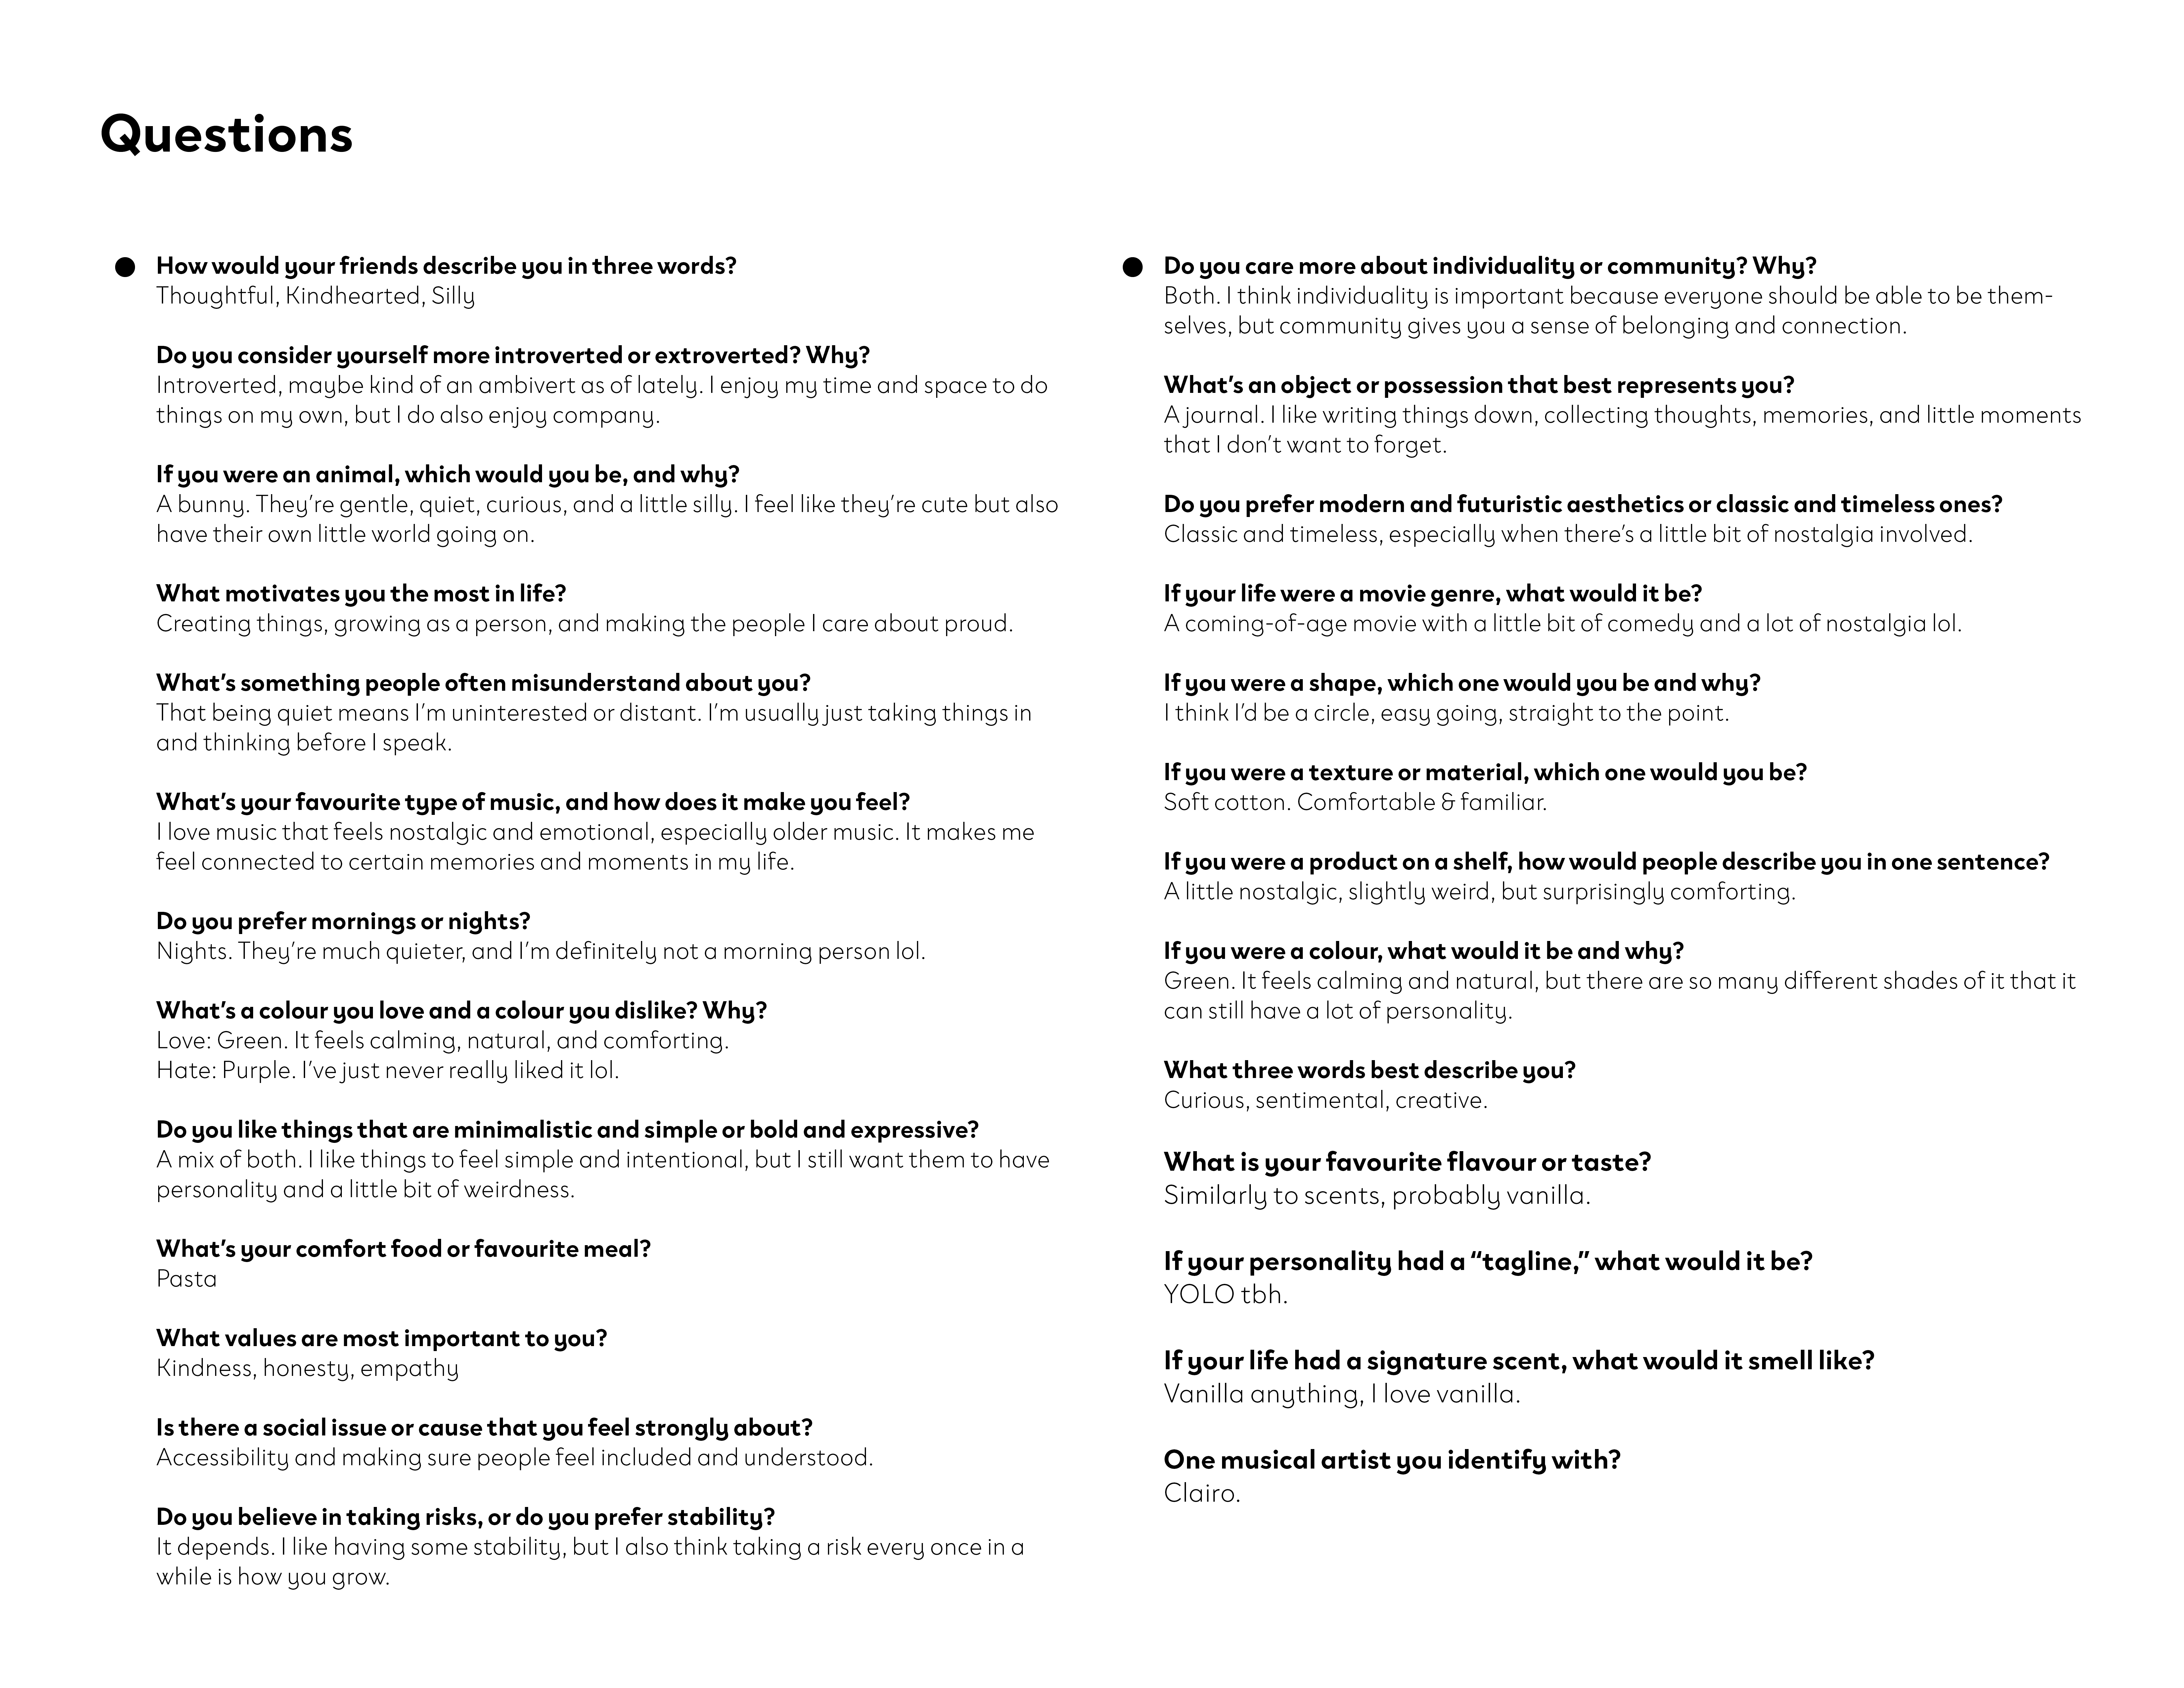 Questions
How would your friends describe you in three words?
Thoughtful, Kindhearted, Silly
Do you consider yourself more introverted or extroverted? Why?
Introverted, maybe kind of an ambivert as of lately. I enjoy my time and space to do
things on my own, but I do also enjoy company.
If you were an animal, which would you be, and why?
A bunny. They’re gentle, quiet, curious, and a little silly. I feel like they’re cute but also
have their own little world going on.
What motivates you the most in life?
Creating things, growing as a person, and making the people I care about proud.
What’s something people often misunderstand about you?
That being quiet means I’m uninterested or distant. I’m usually just taking things in
and thinking before I speak.
What’s your favourite type of music, and how does it make you feel?
I love music that feels nostalgic and emotional, especially older music. It makes me
feel connected to certain memories and moments in my life.
Do you prefer mornings or nights?
Nights. They’re much quieter, and I’m definitely not a morning person lol.
What’s a colour you love and a colour you dislike? Why?
Love: Green. It feels calming, natural, and comforting.
Hate: Purple. I’ve just never really liked it lol.
Do you like things that are minimalistic and simple or bold and expressive?
A mix of both. I like things to feel simple and intentional, but I still want them to have
personality and a little bit of weirdness.
What’s your comfort food or favourite meal?
Pasta
What values are most important to you?
Kindness, honesty, empathy
Is there a social issue or cause that you feel strongly about?
Accessibility and making sure people feel included and understood.
Do you believe in taking risks, or do you prefer stability?
It depends. I like having some stability, but I also think taking a risk every once in a
while is how you grow.
Do you care more about individuality or community? Why?
Both. I think individuality is important because everyone should be able to be them-
selves, but community gives you a sense of belonging and connection.
What’s an object or possession that best represents you?
A journal. I like writing things down, collecting thoughts, memories, and little moments
that I don’t want to forget.
Do you prefer modern and futuristic aesthetics or classic and timeless ones?
Classic and timeless, especially when there’s a little bit of nostalgia involved.
If your life were a movie genre, what would it be?
A coming-of-age movie with a little bit of comedy and a lot of nostalgia lol.
If you were a shape, which one would you be and why?
I think I’d be a circle, easy going, straight to the point.
If you were a texture or material, which one would you be?
Soft cotton. Comfortable & familiar.
If you were a product on a shelf, how would people describe you in one sentence?
A little nostalgic, slightly weird, but surprisingly comforting.
If you were a colour, what would it be and why?
Green. It feels calming and natural, but there are so many different shades of it that it
can still have a lot of personality.
What three words best describe you?
Curious, sentimental, creative.
What is your favourite flavour or taste?
Similarly to scents, probably vanilla.
If your personality had a “tagline,” what would it be?
YOLO tbh.
If your life had a signature scent, what would it smell like?
Vanilla anything, I love vanilla.
One musical artist you identify with?
Clairo.